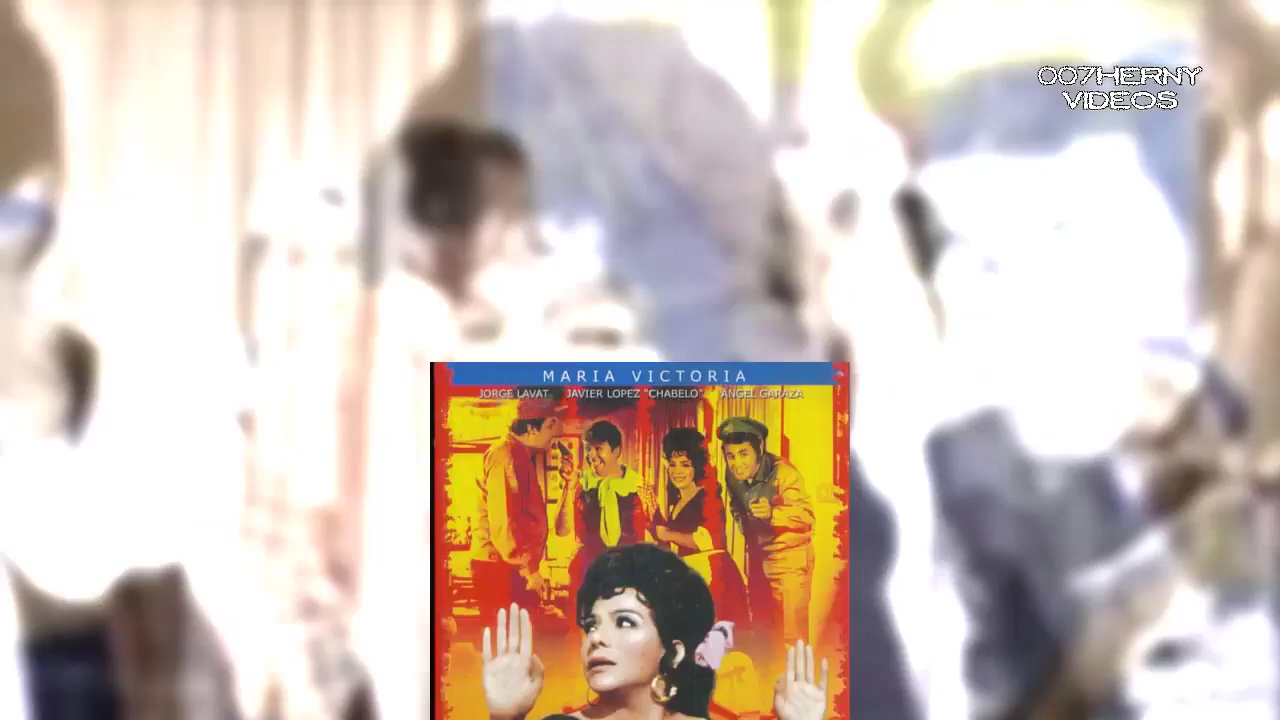 007HERNY
VIDEOS
MARIA VICTORIA
JORGE LAVAT JAVIER LOPEZ "CHABELO" ANGEL GARAZA